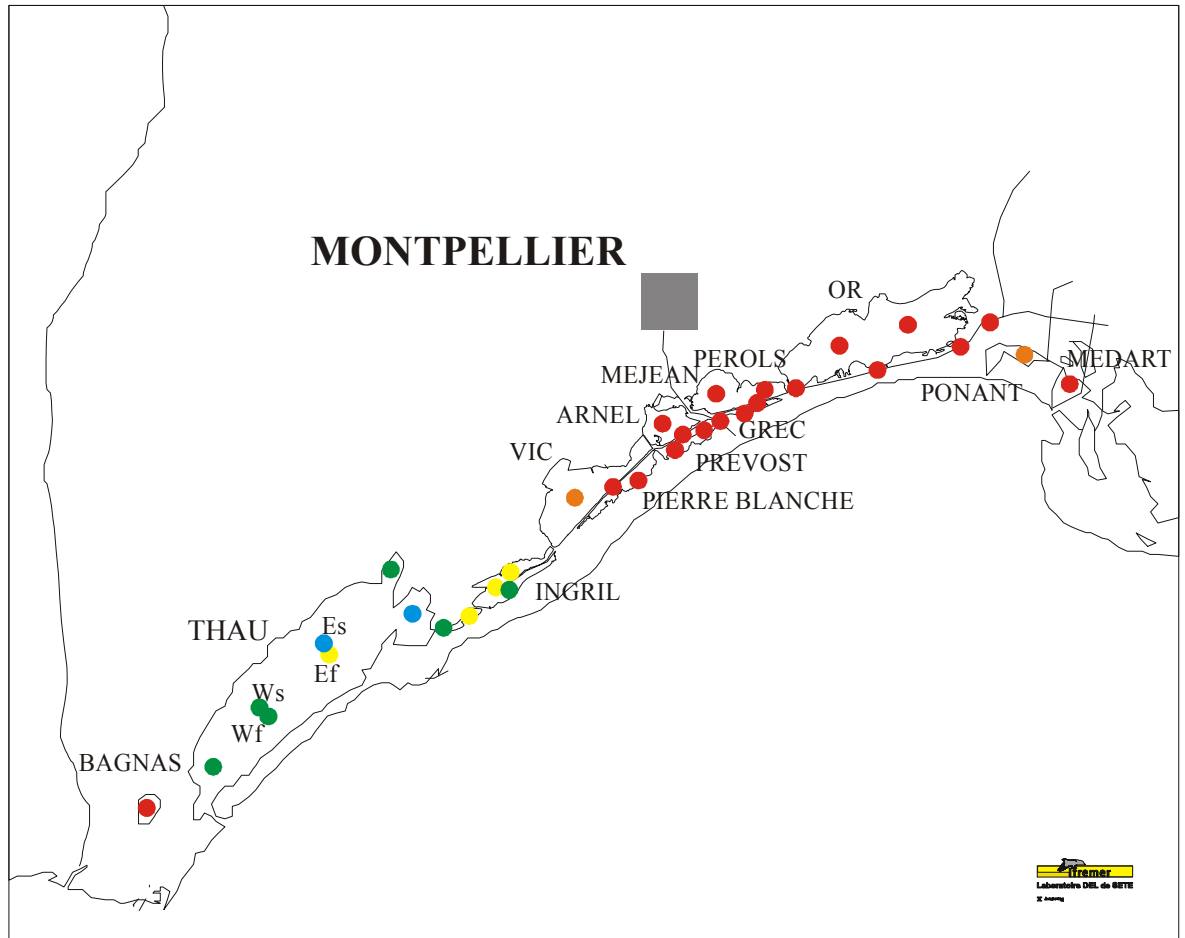 MONTPELLIER
OR
PEROLS
MEJEAN
MEDART
PONANT
ARNEL
GREC
VIC
PREVOST
PIERRE BLANCHE
INGRIL
THAU
Es
Ef
Ws
Wf
BAGNAS
Ifremer
Laboratoire DEL de SETE